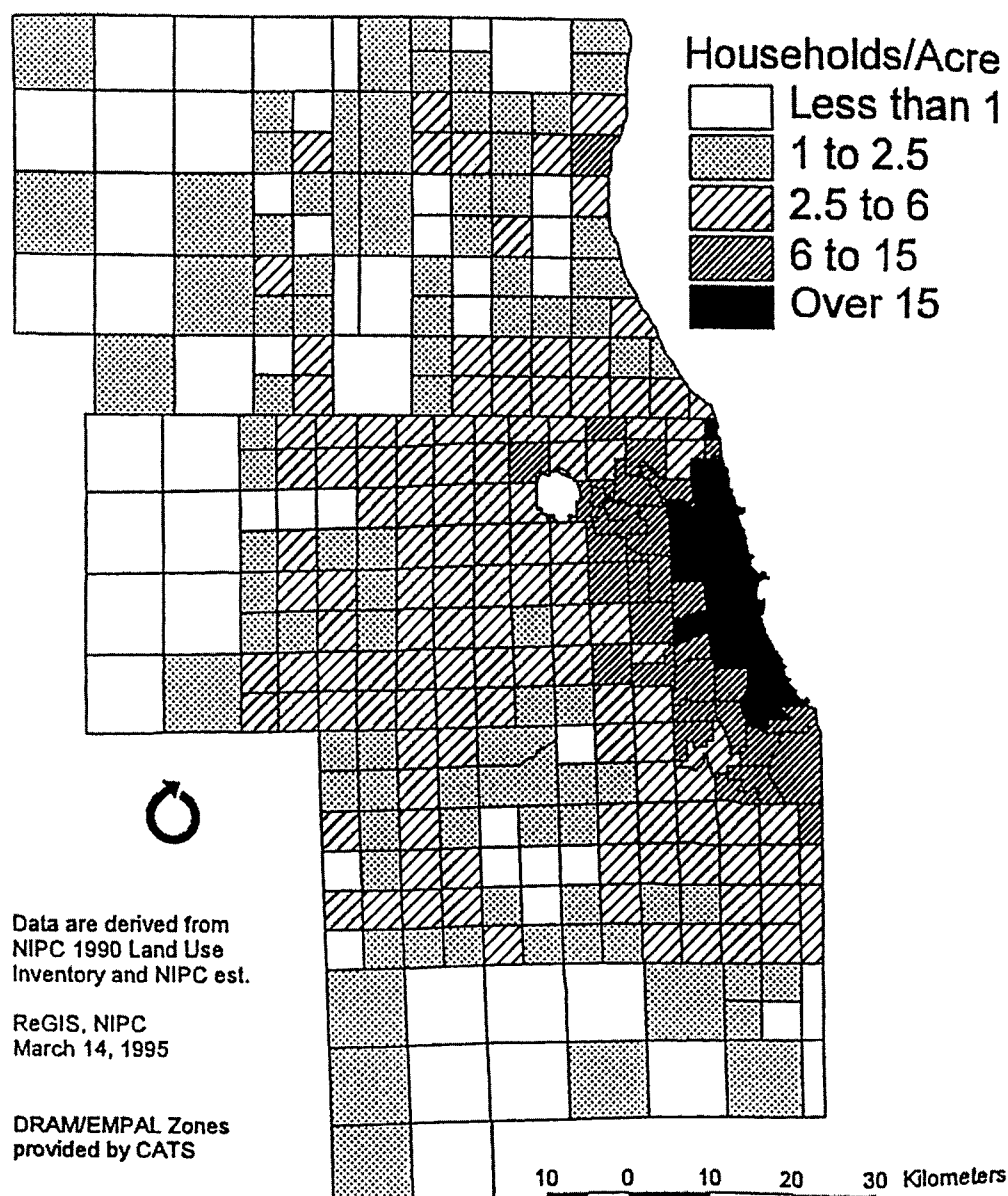 Households/Acre
Less than 1
1 to 2.5
2.5 to 6
6 to 15
Over 15
Data are derived from
NIPC 1990 Land Use
Inventory and NIPC est.
ReGIS, NIPC
March 14, 1995
DRAM/EMPAL Zones
provided by CATS
10 0 10 20 30 Kilometers